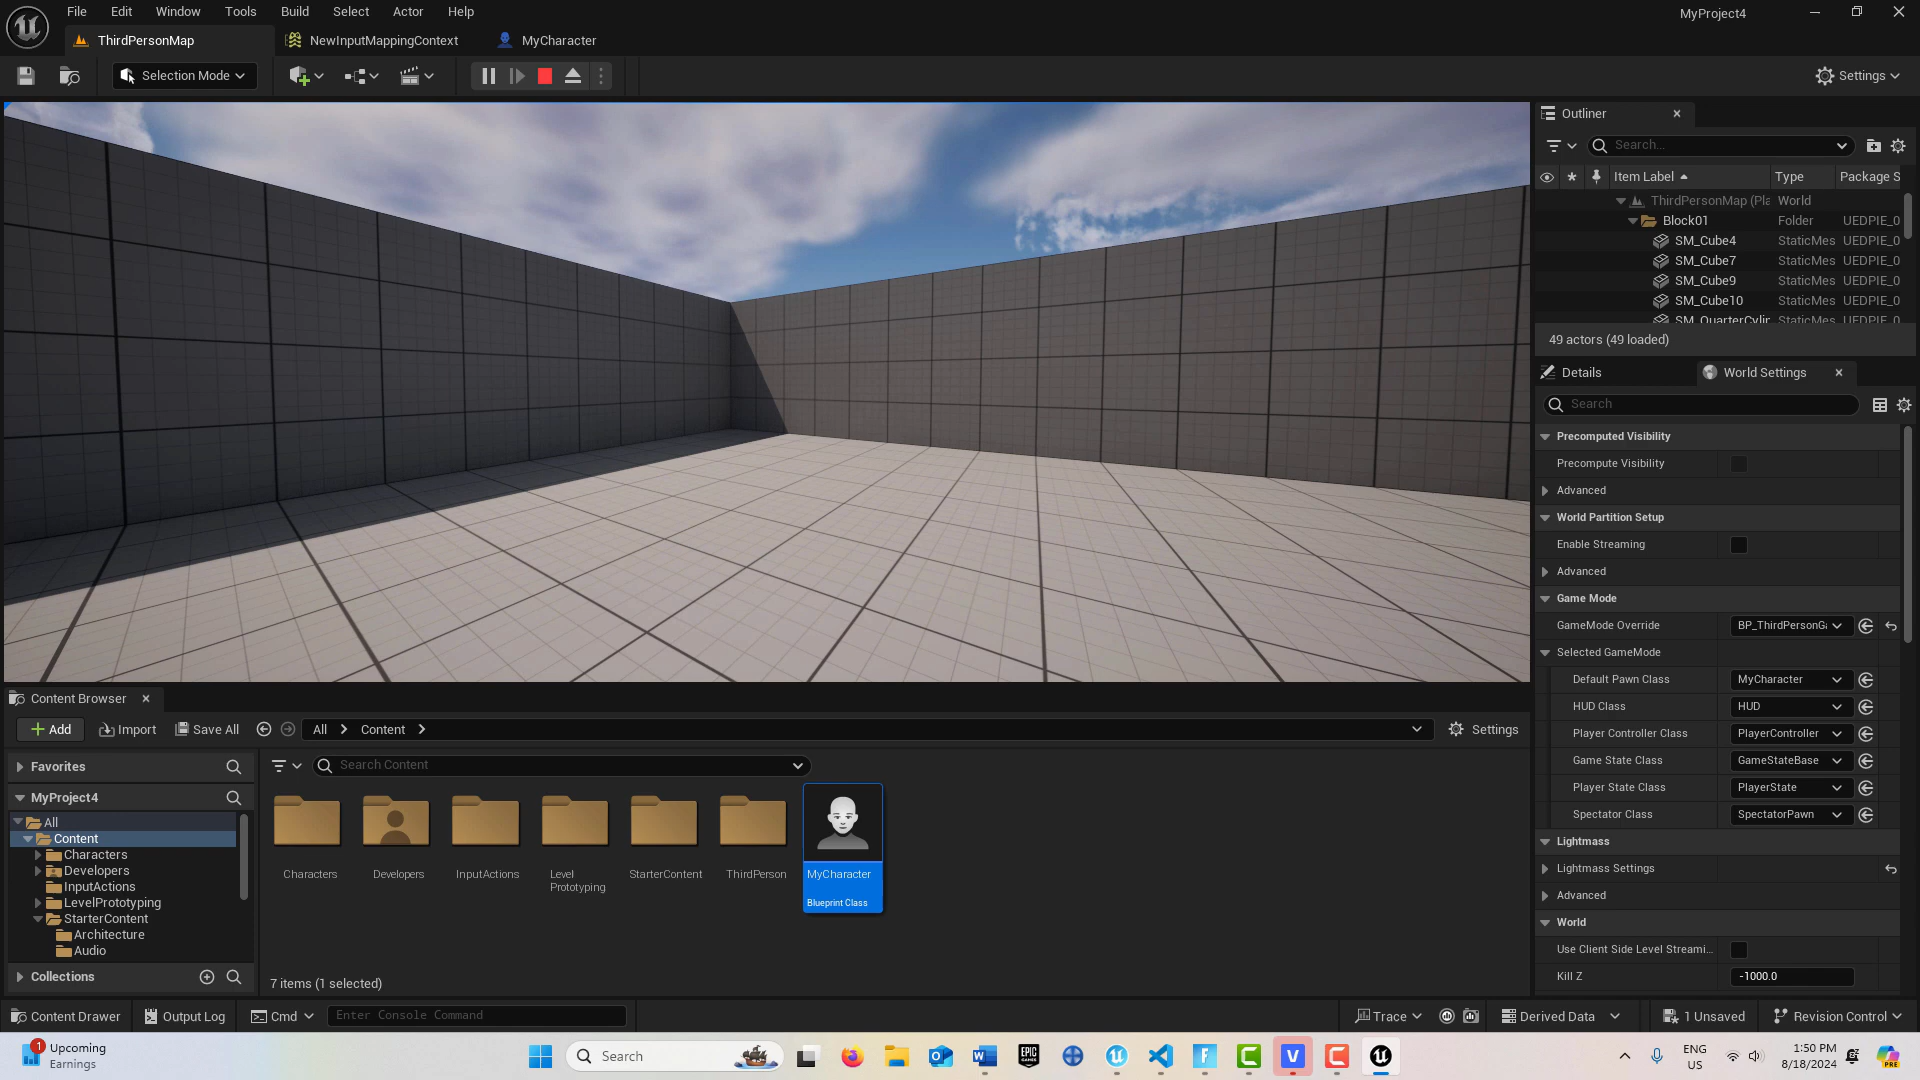 File Edit Window Tools Build Select Actor Help
MyProject4
ThirdPersonMap
NewInputMappingContext
MyCharacter
Selection Mode
Settings
Outliner
Search...
Item Label
Type
Package S
ThirdPersonMap (Pla
World
Block01
Folder
UEDPIE_0
SM_Cube4
StaticMes
UEDPIE_0
SM_Cube7
StaticMes
UEDPIE_0
SM_Cube9
StaticMes
UEDPIE_0
SM_Cube10
StaticMes
UEDPIE_0
SM_QuarterCylin
StaticMes
UEDPIE_0
49 actors (49 loaded)
Details
World Settings
Search
Precomputed Visibility
Precompute Visibility
Advanced
World Partition Setup
Enable Streaming
Advanced
Game Mode
GameMode Override
BP_ThirdPersonGa
Selected GameMode
Default Pawn Class
MyCharacter
HUD Class
HUD
Player Controller Class
PlayerController
Game State Class
GameStateBase
Player State Class
PlayerState
Spectator Class
SpectatorPawn
Lightmass
Lightmass Settings
Advanced
World
Use Client Side Level Streami...
Kill Z
-1000.0
Content Browser
Add
Import
Save All
All
Content
Settings
Favorites
Search Content
MyProject4
All
Content
Characters
Developers
InputActions
LevelPrototyping
StarterContent
Architecture
Audio
Collections
Characters
Developers
InputActions
Level
Prototyping
StarterContent
ThirdPerson
MyCharacter
Blueprint Class
7 items (1 selected)
Content Drawer
Output Log
Cmd
Enter Console Command
Trace
Derived Data
1 Unsaved
Revision Control
1
Upcoming
Earnings
Search
EPIC
GAMES
ENG
US
1:50 PM
8/18/2024
PRE